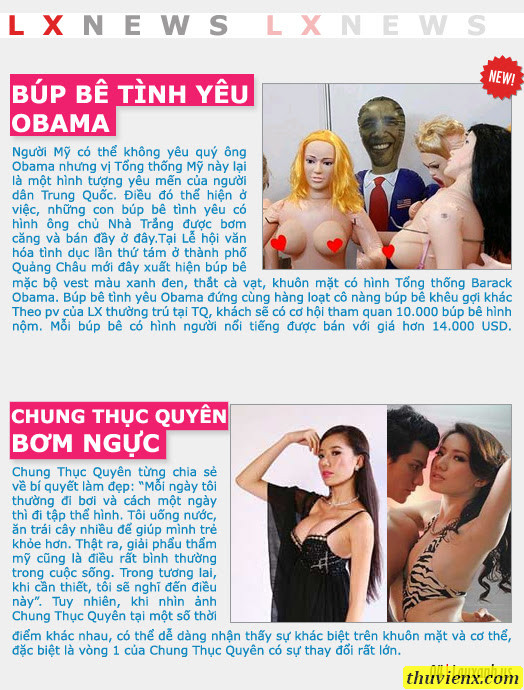 LXNEWS LXNEWS
NEW!
BÚP BÊ TÌNH YÊU
OBAMA
Người Mỹ có thể không yêu quý ông
Obama nhưng vị Tổng thống Mỹ này lại
là một hình tượng yêu mến của người
dân Trung Quốc. Điều đó thể hiện ở
việc, những con búp bê tình yêu có
hình ông chủ Nhà Trắng được bơm
căng và bán đầy ở đây.Tại Lễ hội văn
hóa tình dục lần thứ tám ở thành phố
Quảng Châu mới đây xuất hiện búp bê
mặc bộ vest màu xanh đen, thắt cà vạt, khuôn mặt có hình Tổng thống Barack
Obama. Búp bê tình yêu Obama đứng cùng hàng loạt cô nàng búp bê khêu gợi khác
Theo pv của LX thường trú tại TQ, khách sẽ có cơ hội tham quan 10.000 búp bê hình
nộm. Mỗi búp bê có hình người nổi tiếng được bán với giá hơn 14.000 USD.
CHUNG THỤC QUYÊN
BƠM NGỰC
Chung Thục Quyên từng chia sẻ
về bí quyết làm đẹp: “Mỗi ngày tôi
thường đi bơi và cách một ngày
thì đi tập thể hình. Tôi uống nước,
ăn trái cây nhiều để giúp mình trẻ
khỏe hơn. Thật ra, giải phẩu thẩm
mỹ cũng là điều rất bình thường
trong cuộc sống. Trong tương lai,
khi cần thiết, tôi sẽ nghĩ đến điều
này”. Tuy nhiên, khi nhìn ảnh
Chung Thục Quyên tại một số thời
điểm khác nhau, có thể dễ dàng nhận thấy sự khác biệt trên khuôn mặt và cơ thể,
đặc biệt là vòng 1 của Chung Thục Quyên có sự thay đổi rất lớn.
thuvienx.com